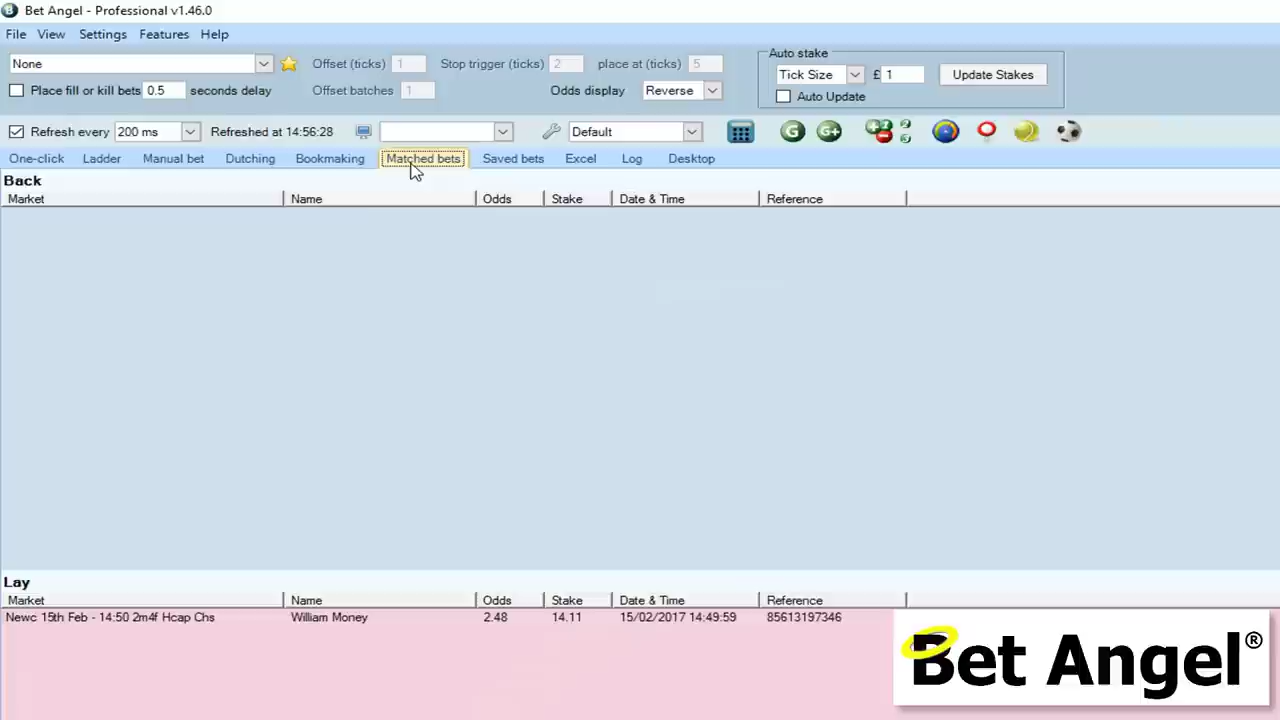 Bet Angel - Professional v1.46.0
File View Settings Features Help
None Offset (ticks) 1 Stop trigger (ticks) 2 place at (ticks) 5 Auto stake
Tick Size £ 1 Update Stakes
Place fill or kill bets 0.5 seconds delay Offset batches 1 Odds display Reverse Auto Update
Refresh every 200 ms Refreshed at 14:56:28 Default G G+
One-click Ladder Manual bet Dutching Bookmaking Matched bets Saved bets Excel Log Desktop
Back
Market Name Odds Stake Date & Time Reference
Lay
Market Name Odds Stake Date & Time Reference
Newc 15th Feb - 14:50 2m4f Hcap Chs William Money 2.48 14.11 15/02/2017 14:49:59 85613197346
Bet Angel®